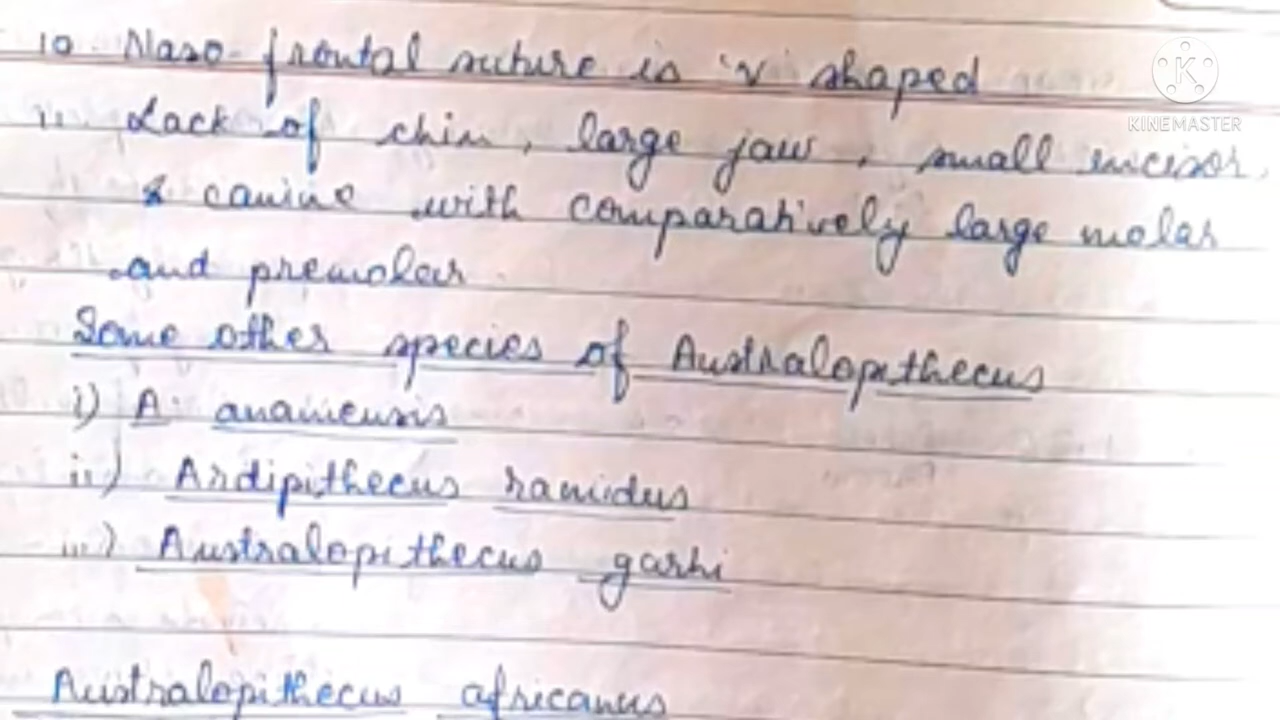 10. Naso-frontal suture is 'v' shaped
11. Lack of chin, large jaw, small incisor,
& canine with comparatively large molar
and premolar.
Some other species of Australopithecus
i) A. anamensis
ii) Ardipithecus ramidus
iii) Australopithecus garhi
Australopithecus africanus
KINEMASTER